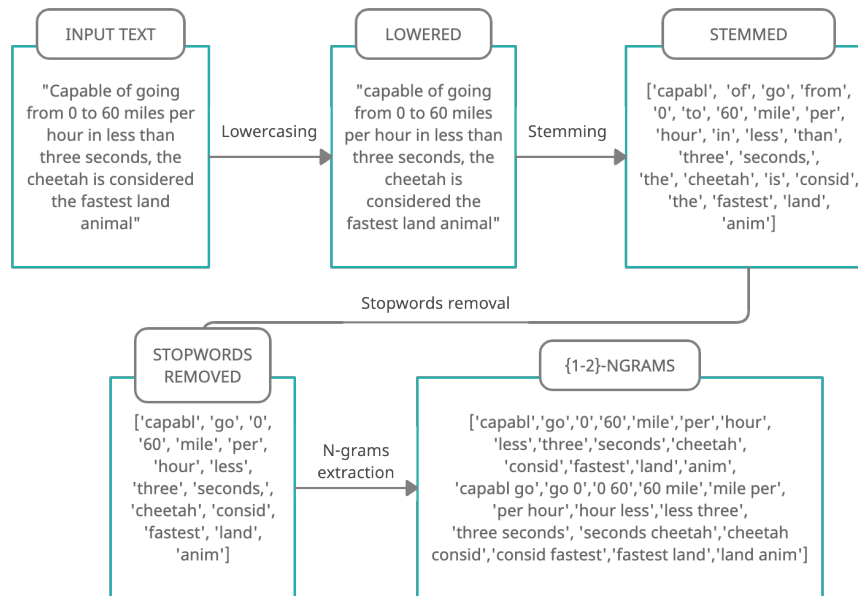 INPUT TEXT
"Capable of going
from 0 to 60 miles per
hour in less than
three seconds, the
cheetah is considered
the fastest land
animal"
Lowercasing
LOWERED
"capable of going
from 0 to 60 miles
per hour in less than
three seconds, the
cheetah is
considered the
fastest land animal"
Stemming
STEMMED
['capabl', 'of', 'go', 'from',
'0', 'to', '60', 'mile', 'per',
'hour', 'in', 'less', 'than',
'three', 'seconds,',
'the', 'cheetah', 'is', 'consid',
'the', 'fastest', 'land',
'anim']
Stopwords removal
STOPWORDS
REMOVED
['capabl', 'go', '0',
'60', 'mile', 'per',
'hour', 'less',
'three', 'seconds,',
'cheetah', 'consid',
'fastest', 'land',
'anim']
N-grams
extraction
{1-2}-NGRAMS
['capabl','go','0','60','mile','per','hour',
'less','three','seconds','cheetah',
'consid','fastest','land','anim',
'capabl go','go 0','0 60','60 mile','mile per',
'per hour','hour less','less three',
'three seconds', 'seconds cheetah','cheetah
consid','consid fastest','fastest land','land anim']